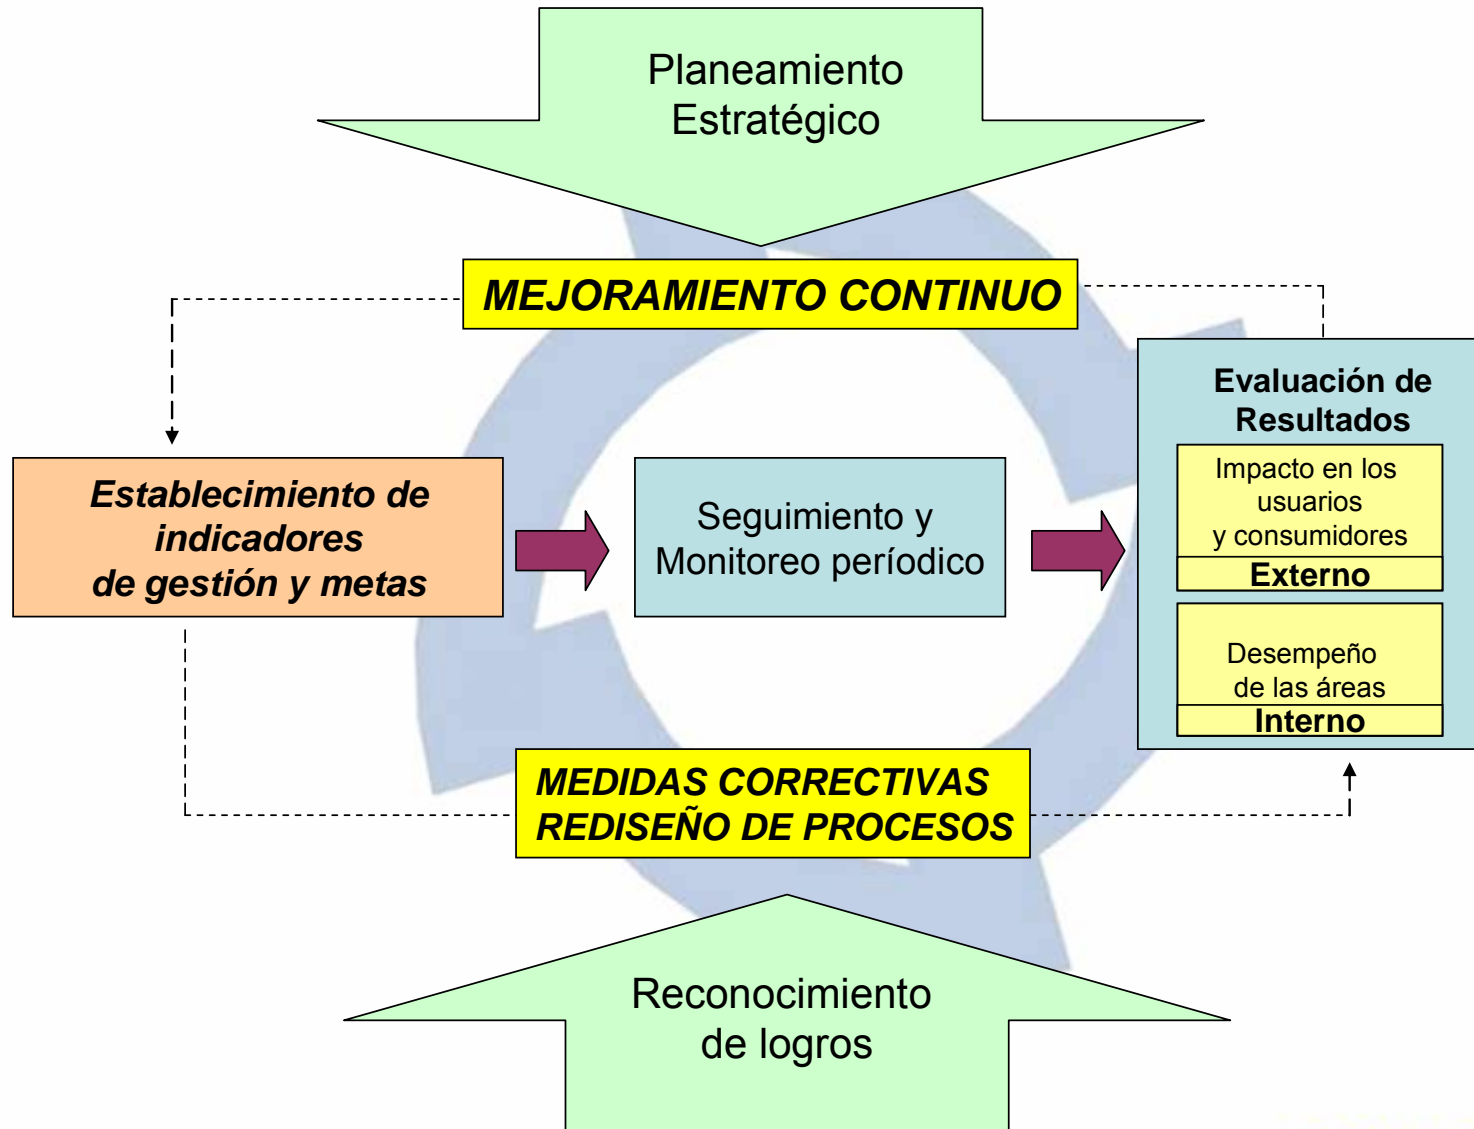 Planeamiento
Estratégico
MEJORAMIENTO CONTINUO
Establecimiento de
indicadores
de gestión y metas
Seguimiento y
Monitoreo períodico
Evaluación de
Resultados
Impacto en los
usuarios
y consumidores
Externo
Desempeño
de las áreas
Interno
MEDIDAS CORRECTIVAS
REDISEÑO DE PROCESOS
Reconocimiento
de logros